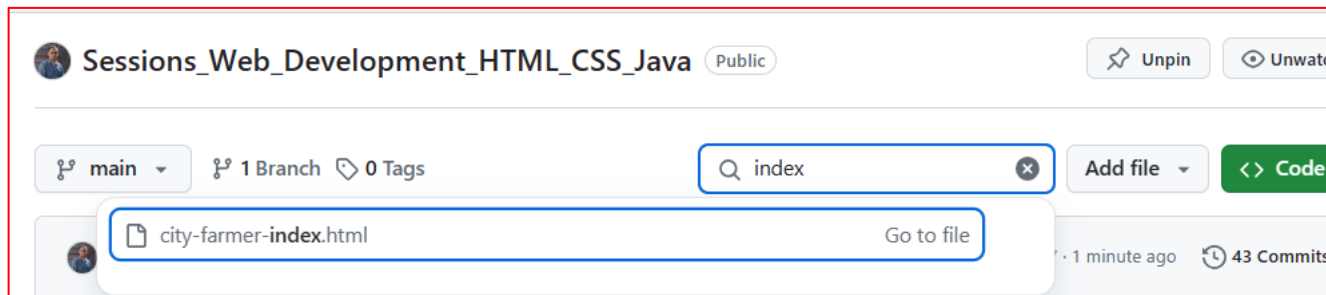 Sessions_Web_Development_HTML_CSS_Java Public Unpin
main 1 Branch 0 Tags index Add file Code
city-farmer-index.html Go to file
1 minute ago 43 Commits